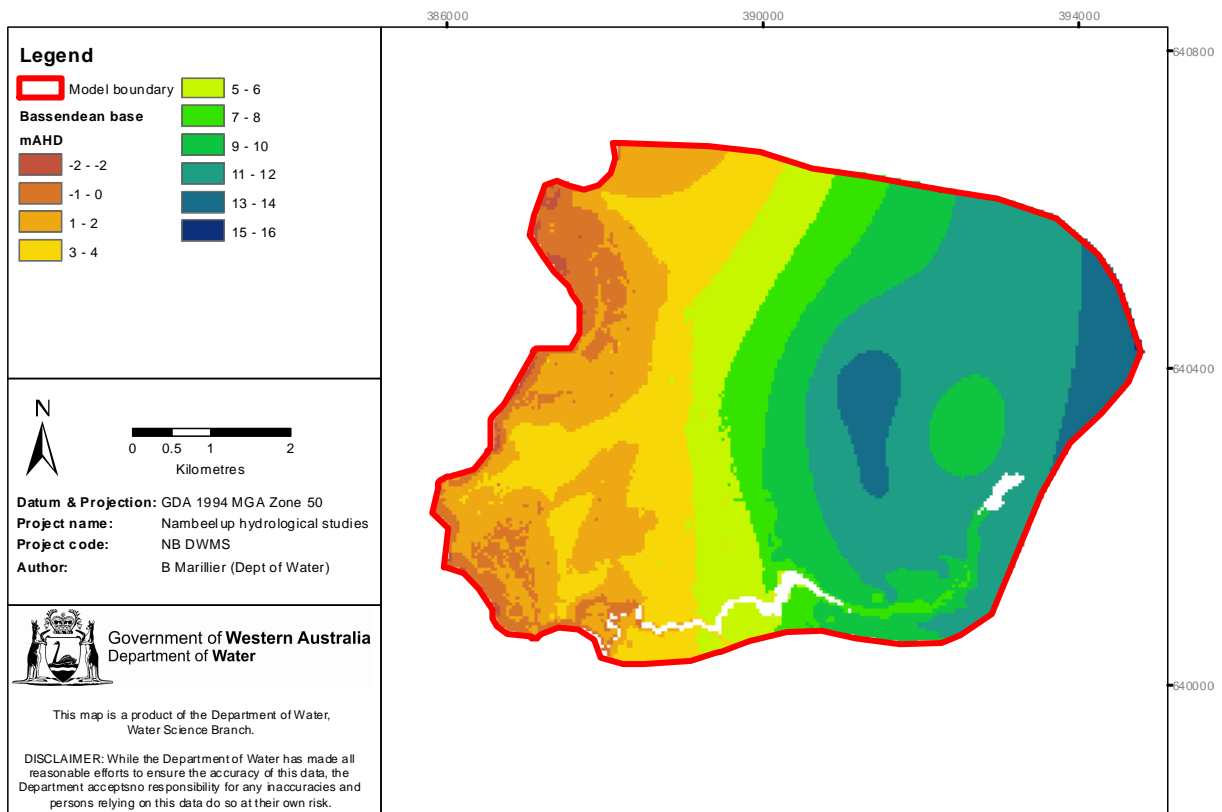 386000
390000
394000
640800
640400
640000
Legend
Model boundary
Bassendean base
mAHD
-2 - -2
-1 - 0
1 - 2
3 - 4
5 - 6
7 - 8
9 - 10
11 - 12
13 - 14
15 - 16
N
0 0.5 1 2
Kilometres
Datum & Projection: GDA 1994 MGA Zone 50
Project name: Nambeelup hydrological studies
Project code: NB DWMS
Author: B Marillier (Dept of Water)
Government of Western Australia
Department of Water
This map is a product of the Department of Water,
Water Science Branch.
DISCLAIMER: While the Department of Water has made all
reasonable efforts to ensure the accuracy of this data, the
Department acceptsno responsibility for any inaccuracies and
persons relying on this data do so at their own risk.